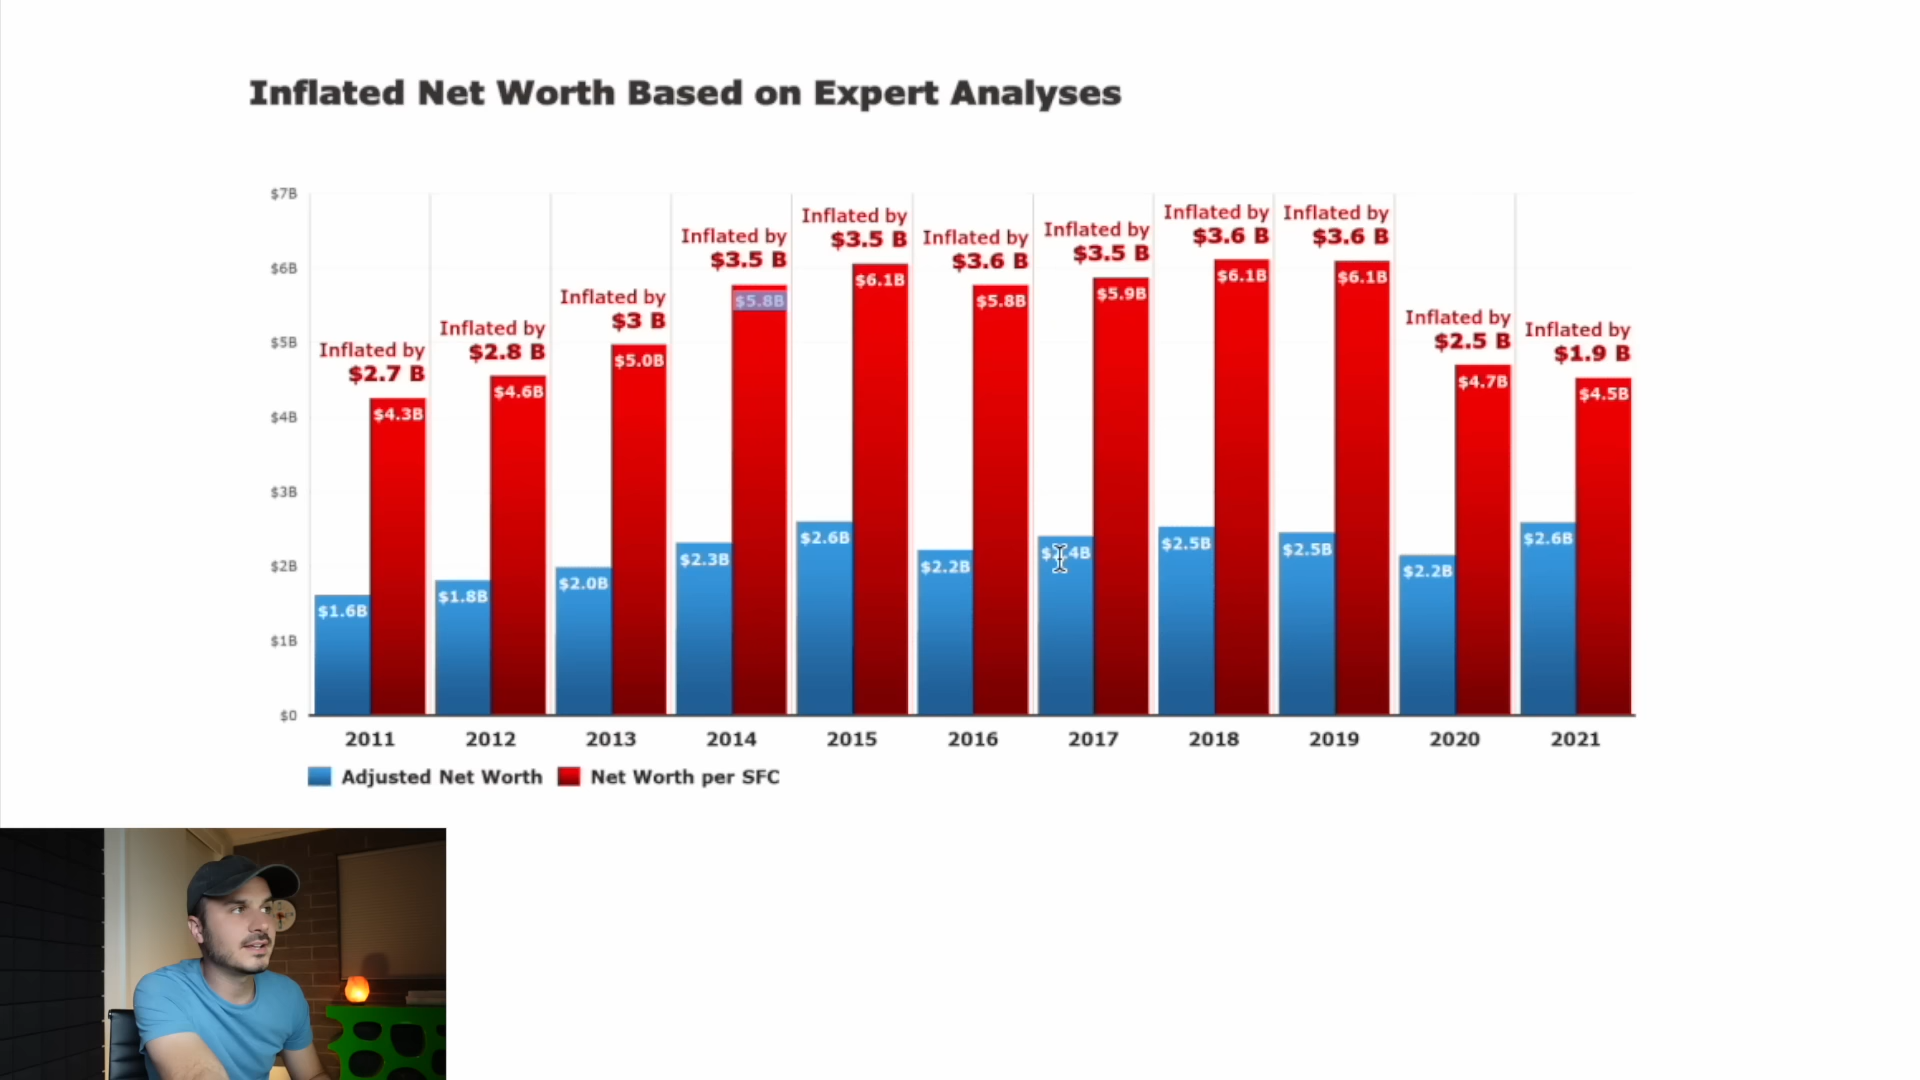 Inflated Net Worth Based on Expert Analyses
$7B
$6B
$5B
$4B
$3B
$2B
$1B
$0
Inflated by
$2.7 B
$4.3B
$1.6B
Inflated by
$2.8 B
$4.6B
$1.8B
Inflated by
$3 B
$5.0B
$2.0B
Inflated by
$3.5 B
$5.8B
$2.3B
Inflated by
$3.5 B
$6.1B
$2.6B
Inflated by
$3.6 B
$5.8B
$2.2B
Inflated by
$3.5 B
$5.9B
Inflated by
$3.6 B
$6.1B
$2.5B
Inflated by
$3.6 B
$6.1B
$2.5B
Inflated by
$2.5 B
$4.7B
$2.2B
Inflated by
$1.9 B
$4.5B
$2.6B
2011 2012 2013 2014 2015 2016 2017 2018 2019 2020 2021
Adjusted Net Worth Net Worth per SFC